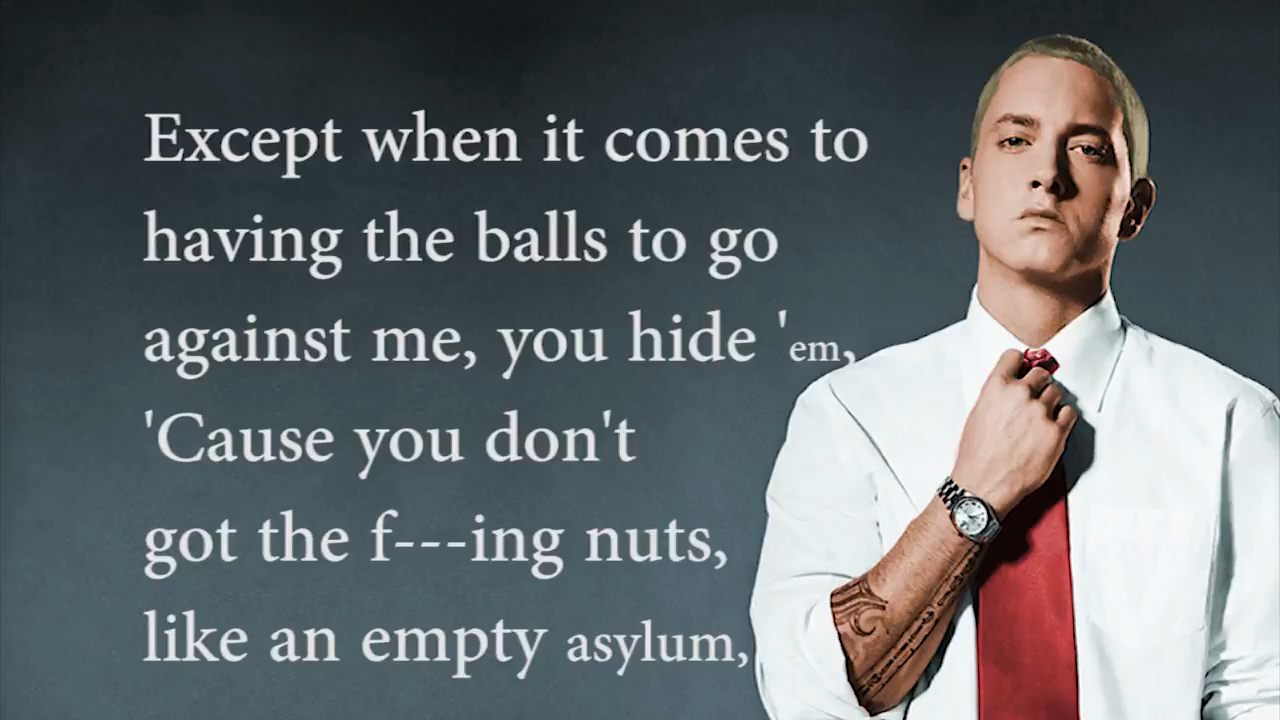 Except when it comes to
having the balls to go
against me, you hide 'em,
'Cause you don't
got the f---ing nuts,
like an empty asylum,